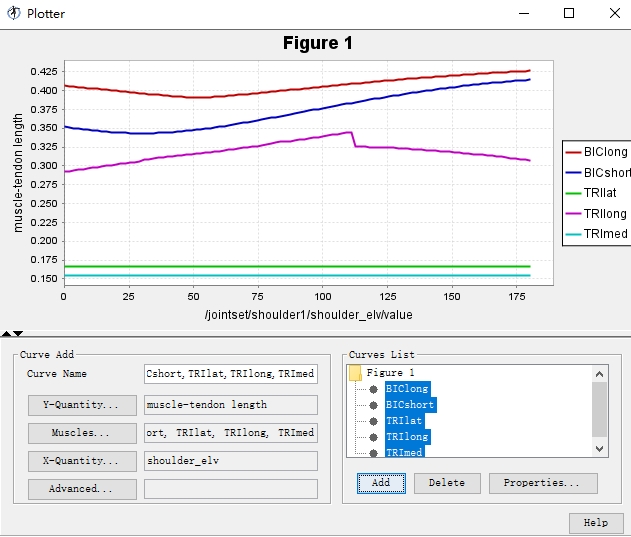 Plotter
Figure 1
0.425
0.400
0.375
0.350
0.325
0.300
0.275
0.250
0.225
0.200
0.175
0.150
muscle-tendon length
0 25 50 75 100 125 150 175
/jointset/shoulder1/shoulder_elv/value
BIClong
BICshort
TRIlat
TRIlong
TRImed
Curve Add
Curve Name Cshort,TRIlat,TRIlong,TRImed
Y-Quantity... muscle-tendon length
Muscles... ort, TRIlat, TRIlong, TRImed
X-Quantity... shoulder_elv
Advanced...
Curves List
Figure 1
BIClong
BICshort
TRIlat
TRIlong
TRImed
Add Delete Properties...
Help